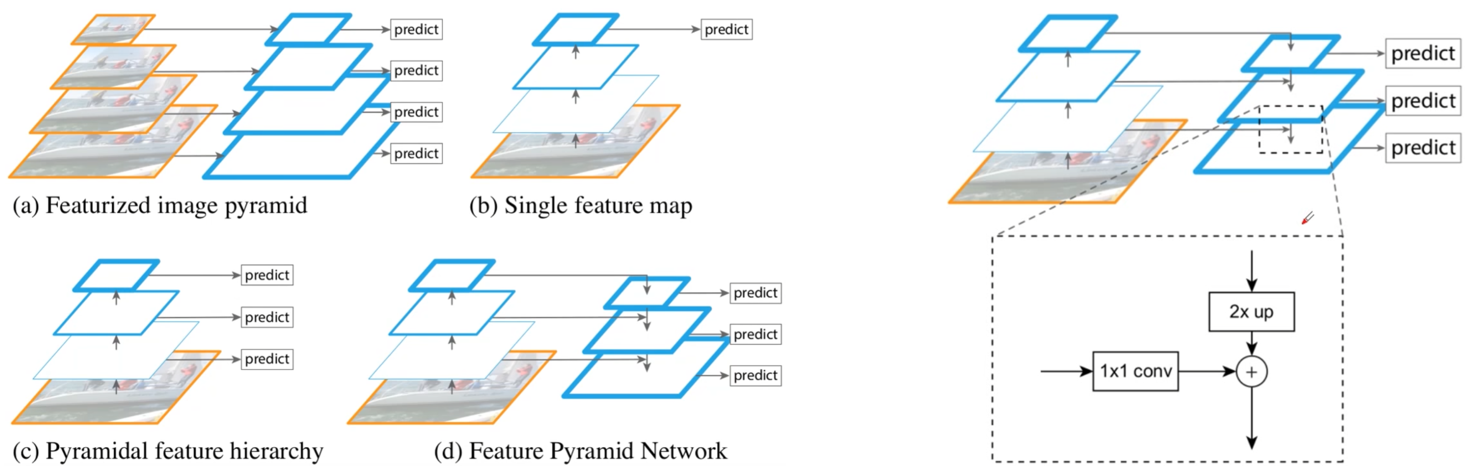 predict
predict
predict
predict
(a) Featurized image pyramid
predict
(b) Single feature map
predict
predict
predict
(c) Pyramidal feature hierarchy
predict
predict
predict
(d) Feature Pyramid Network
predict
predict
predict
2x up
1x1 conv
+